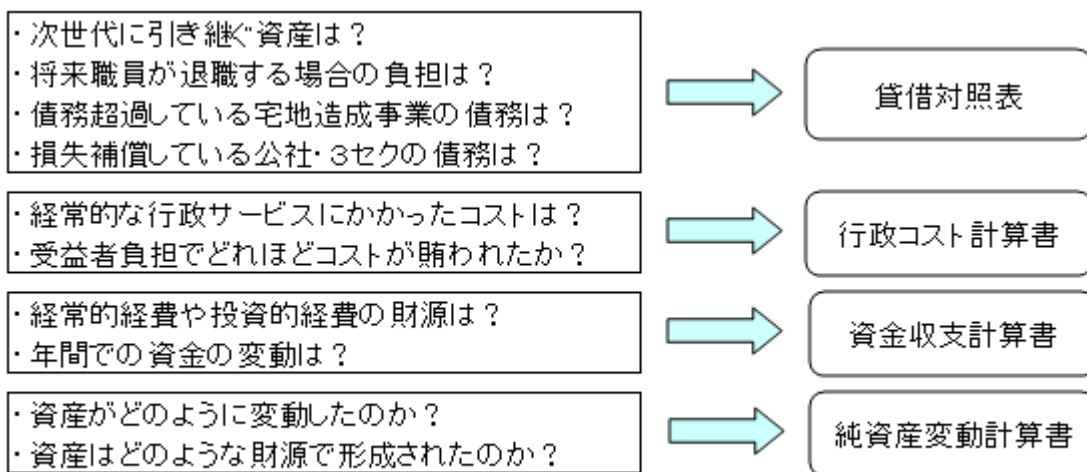 ・次世代に引き継ぐ資産は？
・将来職員が退職する場合の負担は？
・債務超過している宅地造成事業の債務は？
・損失補償している公社・３セクの債務は？
貸借対照表
・経常的な行政サービスにかかったコストは？
・受益者負担でどれほどコストが賄われたか？
行政コスト計算書
・経常的経費や投資的経費の財源は？
・年間での資金の変動は？
資金収支計算書
・資産がどのように変動したのか？
・資産はどのような財源で形成されたのか？
純資産変動計算書